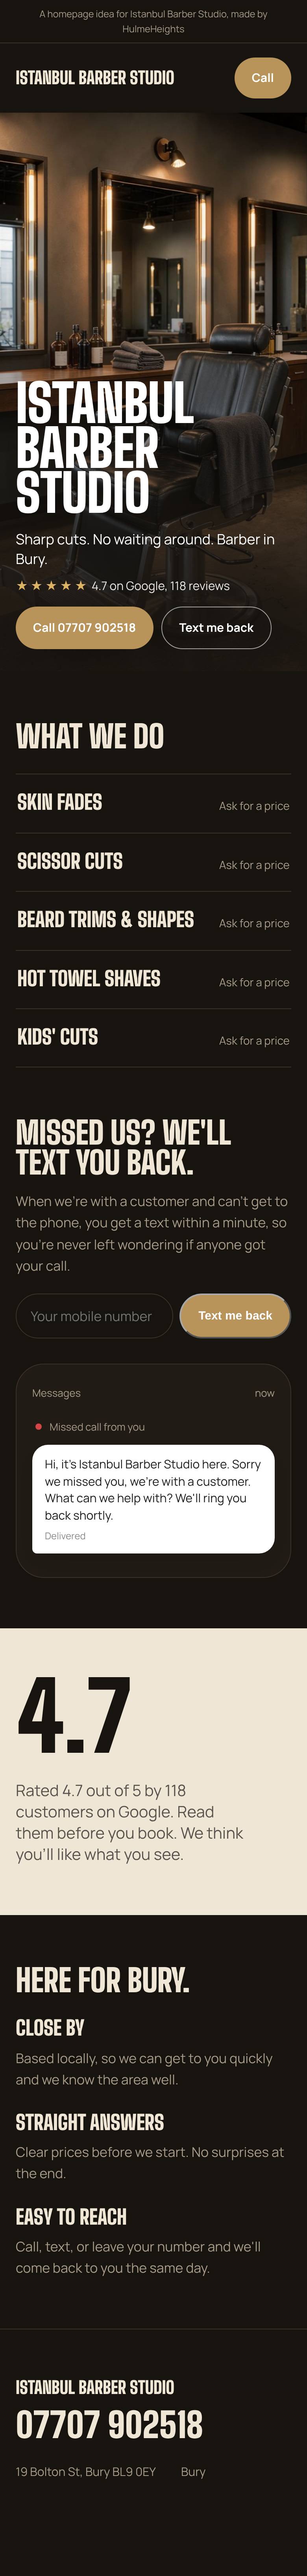 A homepage idea for Istanbul Barber Studio, made by
HulmeHeights
ISTANBUL BARBER STUDIO
Call
ISTANBUL
BARBER
STUDIO
Sharp cuts. No waiting around. Barber in
Bury.
★★★★★ 4.7 on Google, 118 reviews
Call 07707 902518
Text me back
WHAT WE DO
SKIN FADES
Ask for a price
SCISSOR CUTS
Ask for a price
BEARD TRIMS & SHAPES
Ask for a price
HOT TOWEL SHAVES
Ask for a price
KIDS' CUTS
Ask for a price
MISSED US? WE'LL
TEXT YOU BACK.
When we're with a customer and can't get to
the phone, you get a text within a minute, so
you're never left wondering if anyone got
your call.
Your mobile number
Text me back
Messages
now
Missed call from you
Hi, it's Istanbul Barber Studio here. Sorry
we missed you, we're with a customer.
What can we help with? We'll ring you
back shortly.
Delivered
4.7
Rated 4.7 out of 5 by 118
customers on Google. Read
them before you book. We think
you'll like what you see.
HERE FOR BURY.
CLOSE BY
Based locally, so we can get to you quickly
and we know the area well.
STRAIGHT ANSWERS
Clear prices before we start. No surprises at
the end.
EASY TO REACH
Call, text, or leave your number and we'll
come back to you the same day.
ISTANBUL BARBER STUDIO
07707 902518
19 Bolton St, Bury BL9 0EY
Bury